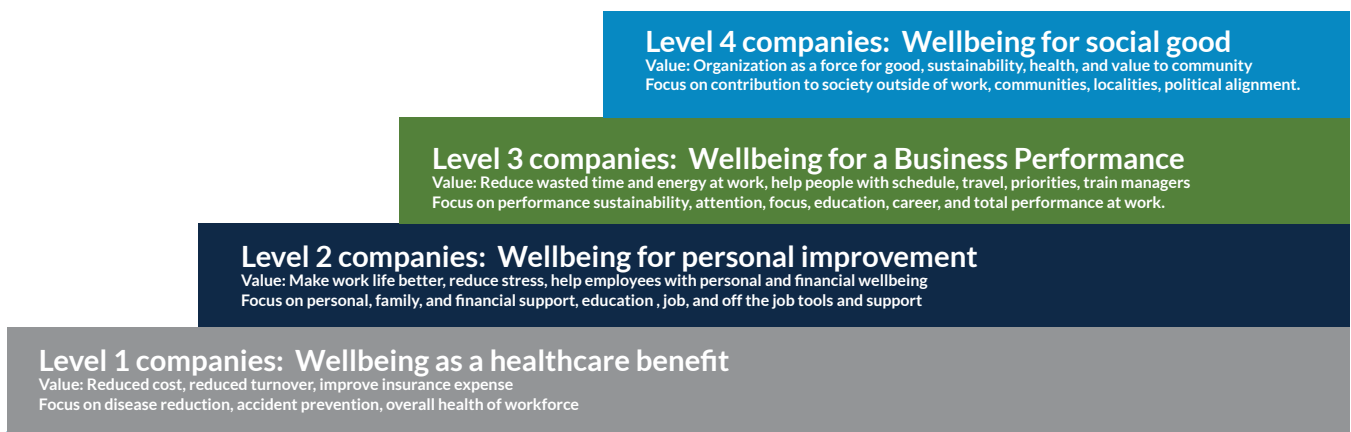 Level 4 companies:  Wellbeing for social good
Value: Organization as a force for good, sustainability, health, and value to community
Focus on contribution to society outside of work, communities, localities, political alignment.
Level 3 companies:  Wellbeing for a Business Performance
Value: Reduce wasted time and energy at work, help people with schedule, travel, priorities, train managers
Focus on performance sustainability, attention, focus, education, career, and total performance at work.
Level 2 companies:  Wellbeing for personal improvement
Value: Make work life better, reduce stress, help employees with personal and financial wellbeing
Focus on personal, family, and financial support, education , job, and off the job tools and support
Level 1 companies:  Wellbeing as a healthcare benefit
Value: Reduced cost, reduced turnover, improve insurance expense
Focus on disease reduction, accident prevention, overall health of workforce